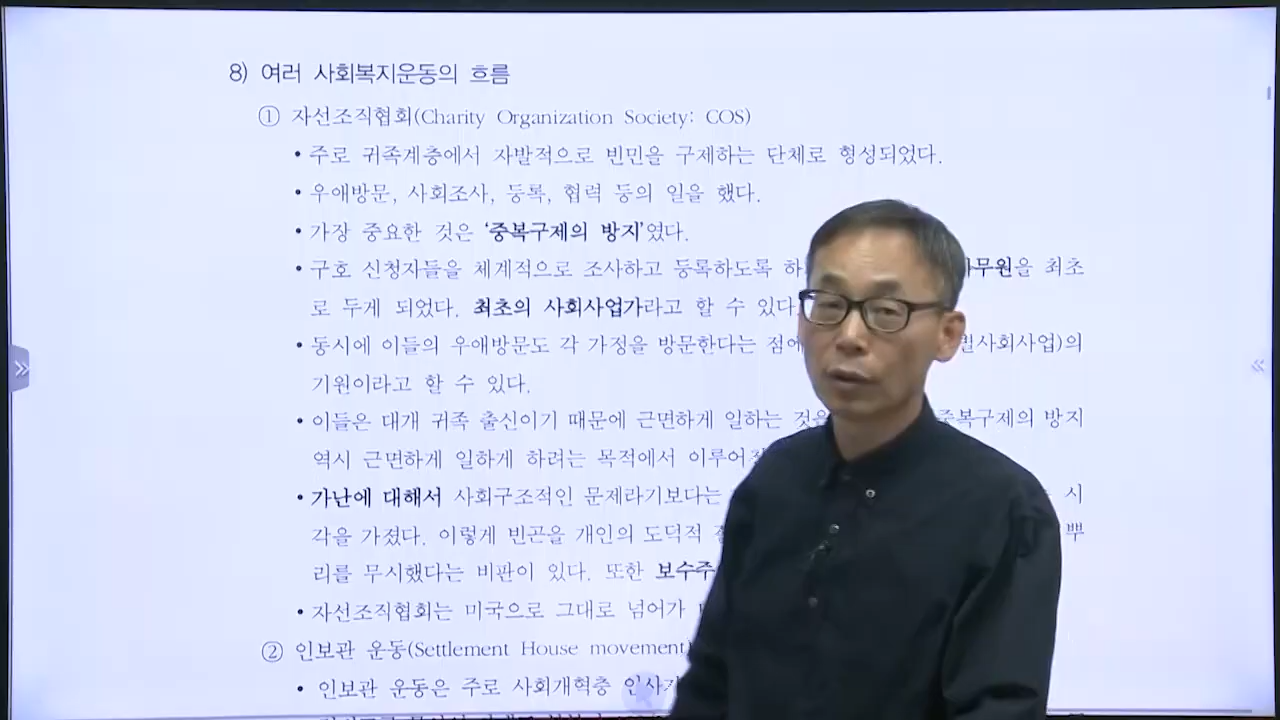 8) 여러 사회복지운동의 흐름
① 자선조직협회(Charity Organization Society: COS)
• 주로 귀족계층에서 자발적으로 빈민을 구제하는 단체로 형성되었다.
• 우애방문, 사회조사, 등록, 협력 등의 일을 했다.
• 가장 중요한 것은 '중복구제의 방지'였다.
• 구호 신청자들을 체계적으로 조사하고 등록하도록 하 사무원을 최초
로 두게 되었다. 최초의 사회사업가라고 할 수 있다.
• 동시에 이들의 우애방문도 각 가정을 방문한다는 점에 별사회사업)의
기원이라고 할 수 있다.
• 이들은 대개 귀족 출신이기 때문에 근면하게 일하는 것을 중복구제의 방지
역시 근면하게 일하게 하려는 목적에서 이루어졌
• 가난에 대해서 사회구조적인 문제라기보다는 시
각을 가졌다. 이렇게 빈곤을 개인의 도덕적 뿌
리를 무시했다는 비판이 있다. 또한 보수주
• 자선조직협회는 미국으로 그대로 넘어가
② 인보관 운동(Settlement House movement)
• 인보관 운동은 주로 사회개혁층 인사